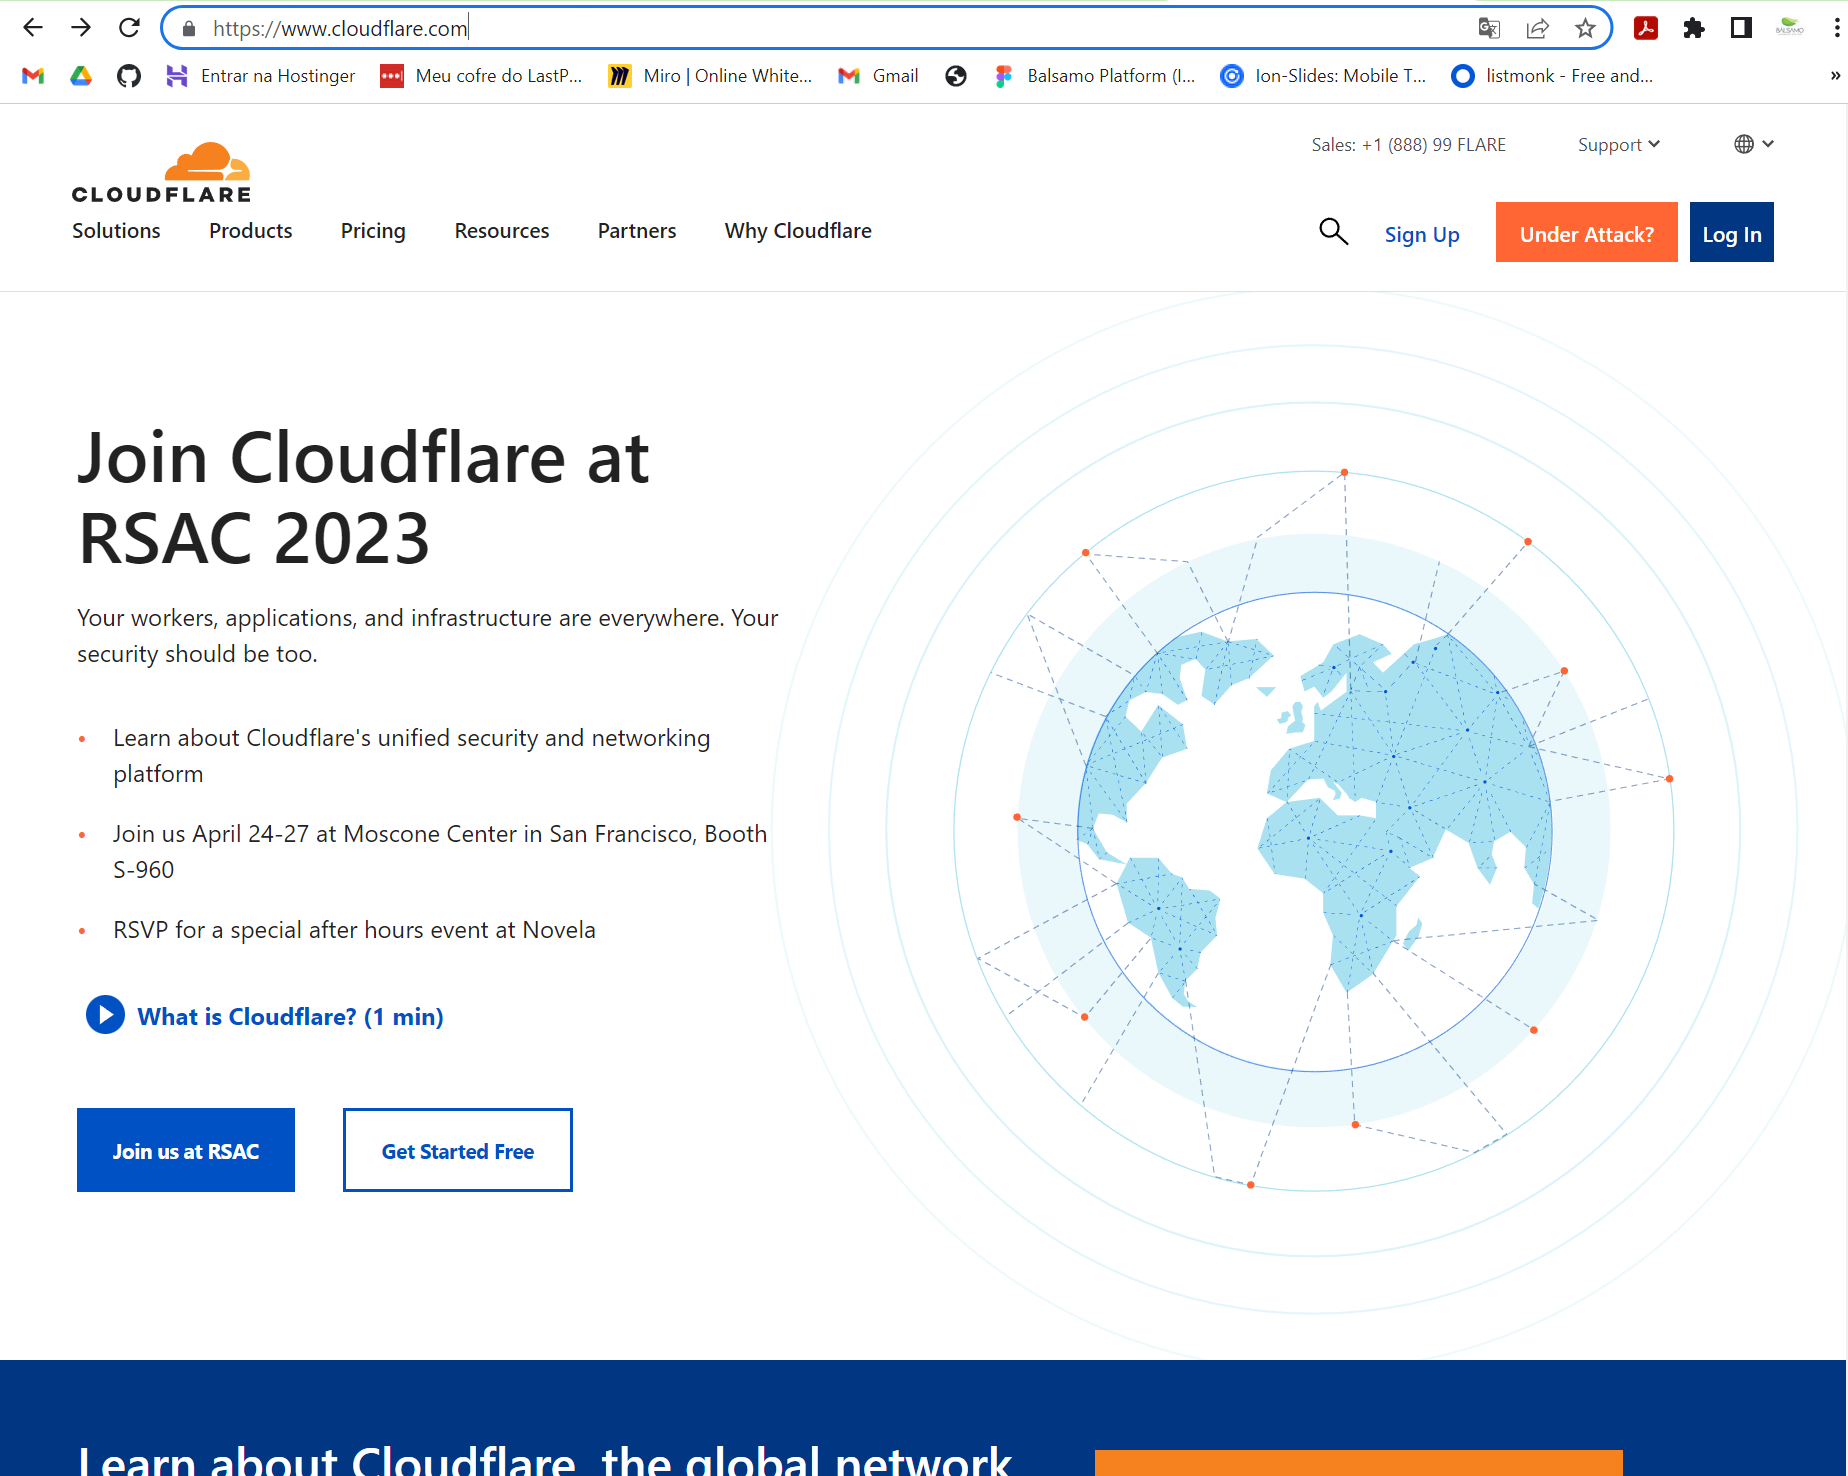 https://www.cloudflare.com
Entrar na Hostinger
Meu cofre do LastP...
Miro | Online White...
Gmail
Balsamo Platform (I...
Ion-Slides: Mobile T...
listmonk - Free and...
»
Sales: +1 (888) 99 FLARE
Support
CLOUDFLARE
Solutions
Products
Pricing
Resources
Partners
Why Cloudflare
Sign Up
Under Attack?
Log In
Join Cloudflare at
RSAC 2023
Your workers, applications, and infrastructure are everywhere. Your
security should be too.
Learn about Cloudflare's unified security and networking
platform
Join us April 24-27 at Moscone Center in San Francisco, Booth
S-960
RSVP for a special after hours event at Novela
What is Cloudflare? (1 min)
Join us at RSAC
Get Started Free
Learn about Cloudflare, the global network